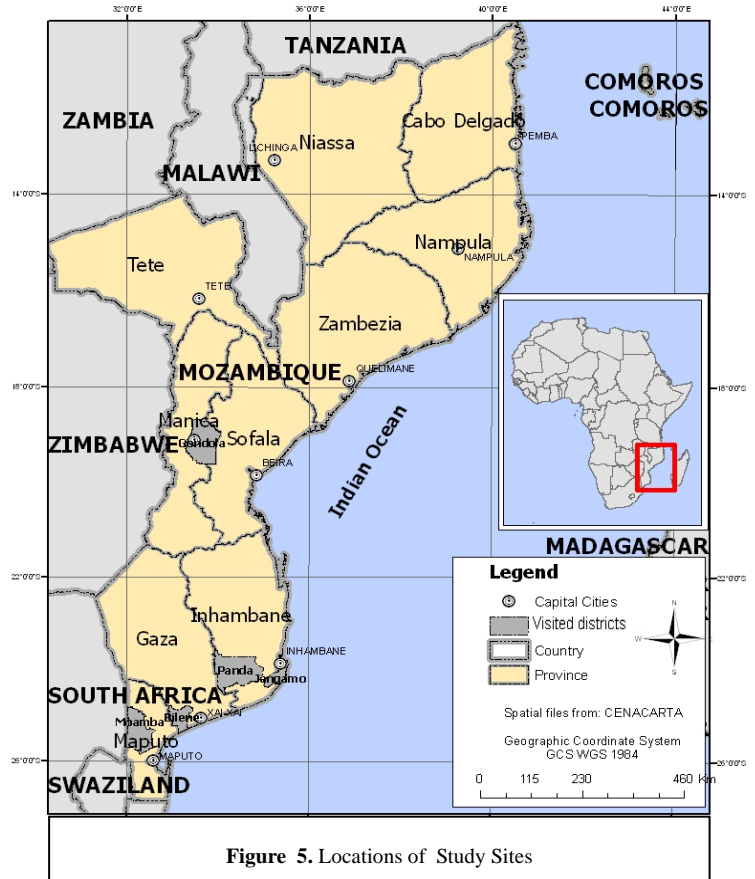 32°0'0"E 36°0'0"E 40°0'0"E 44°0'0"E
TANZANIA
COMOROS
COMOROS
ZAMBIA
Cabo Delgado
Niassa
PEMBA
LICHINGA
MALAWI
14°0'0"S 14°0'0"S
Nampula
NAMPULA
Tete
TETE
Zambezia
MOZAMBIQUE
QUELIMANE
18°0'0"S 18°0'0"S
Manica
Sofala
ZIMBABWE
Gondola
BEIRA
Indian Ocean
MADAGASCAR
22°0'0"S 22°0'0"S
Inhambane
Gaza
INHAMBANE
Panda
Jangamo
SOUTH AFRICA
Bilene
XAI-XAI
Moamba
Maputo
MAPUTO
26°0'0"S 26°0'0"S
SWAZILAND
Legend
Capital Cities
Visited districts
Country
Province
N
W
S
Spatial files from: CENACARTA
Geographic Coordinate System
GCS WGS 1984
0 115 230 460 Km
Figure 5. Locations of Study Sites